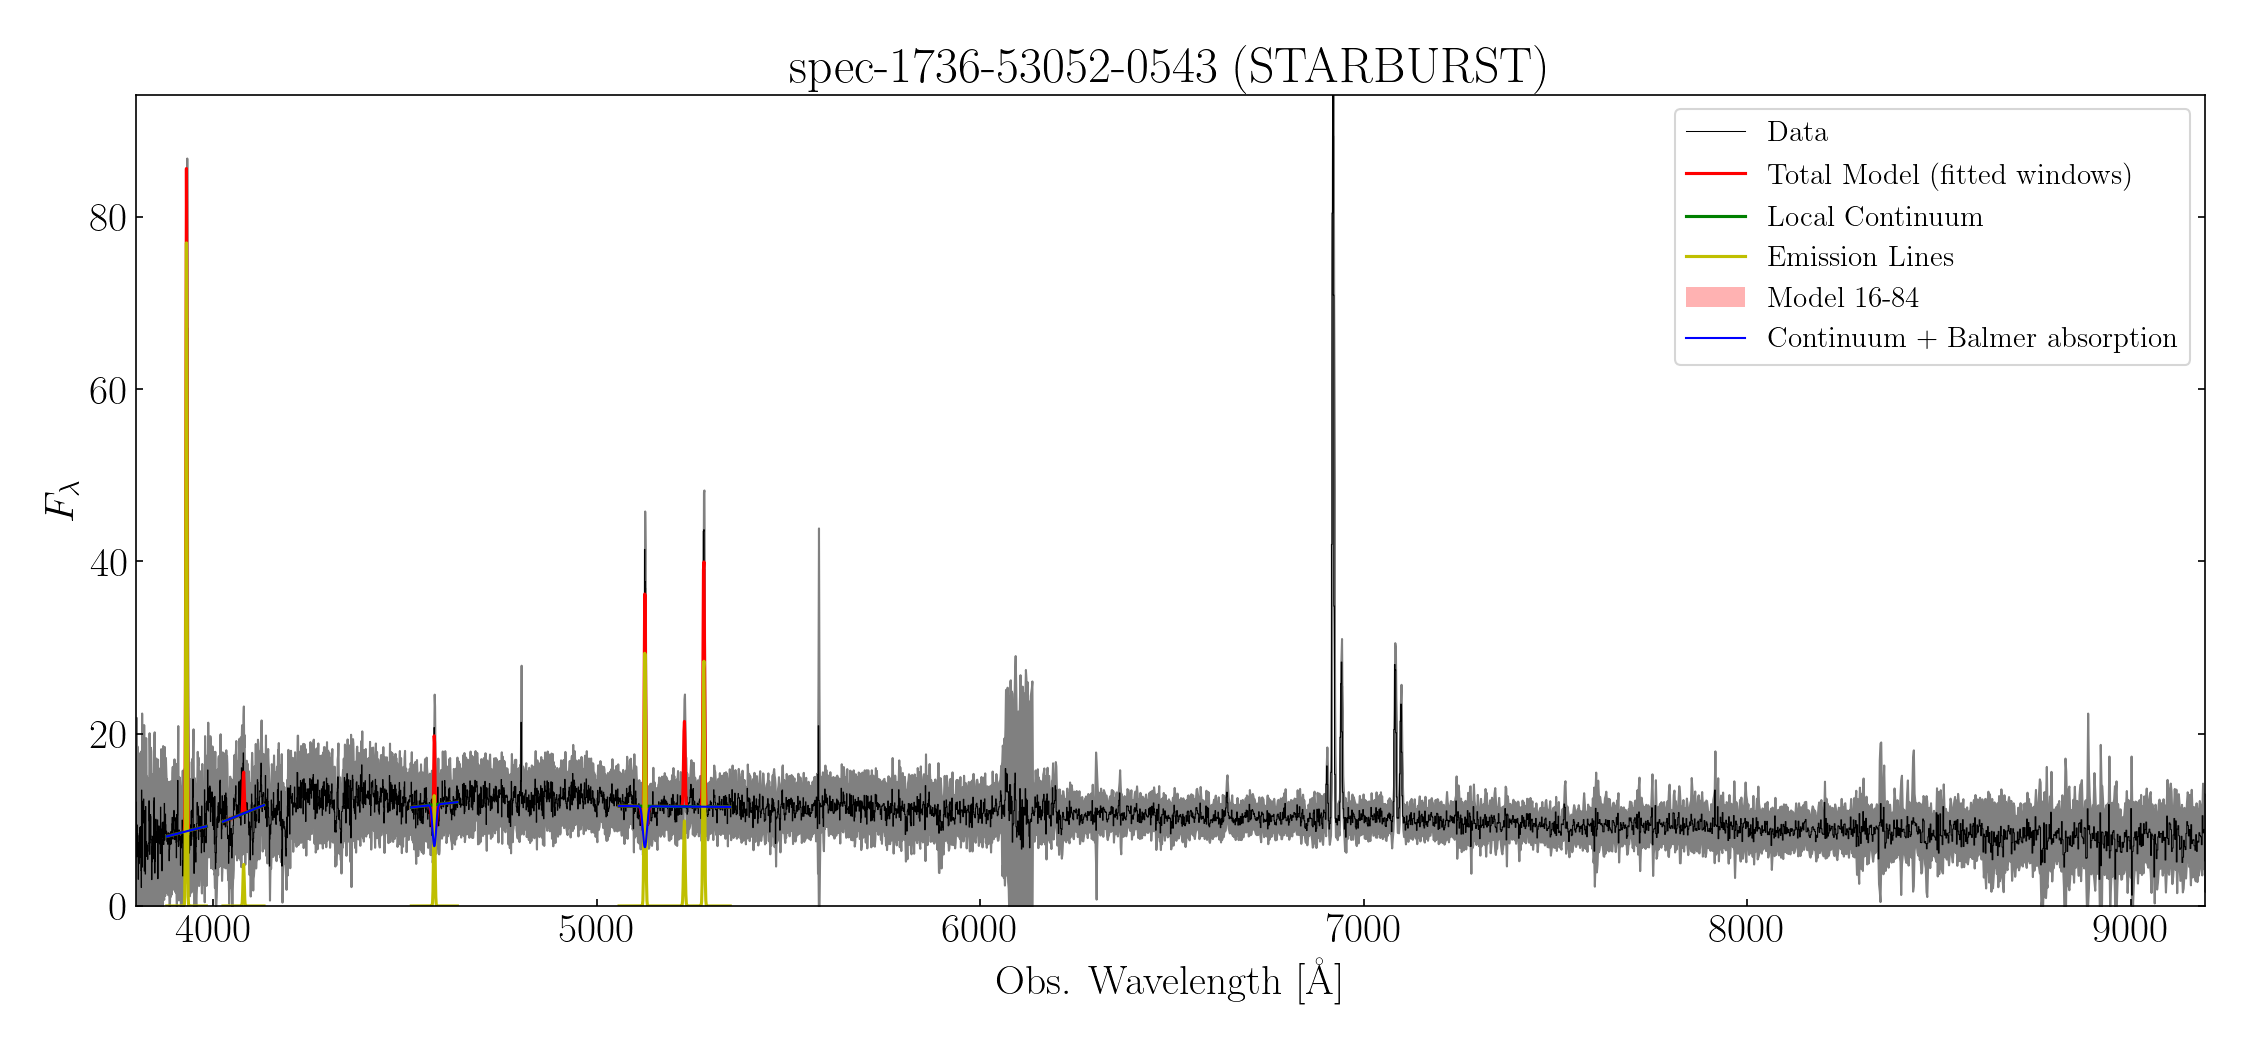 spec-1736-53052-0543 (STARBURST)
Data
Total Model (fitted windows)
Local Continuum
Emission Lines
Model 16-84
Continuum + Balmer absorption
80
60
40
20
0
F_λ
4000 5000 6000 7000 8000 9000
Obs. Wavelength [Å]